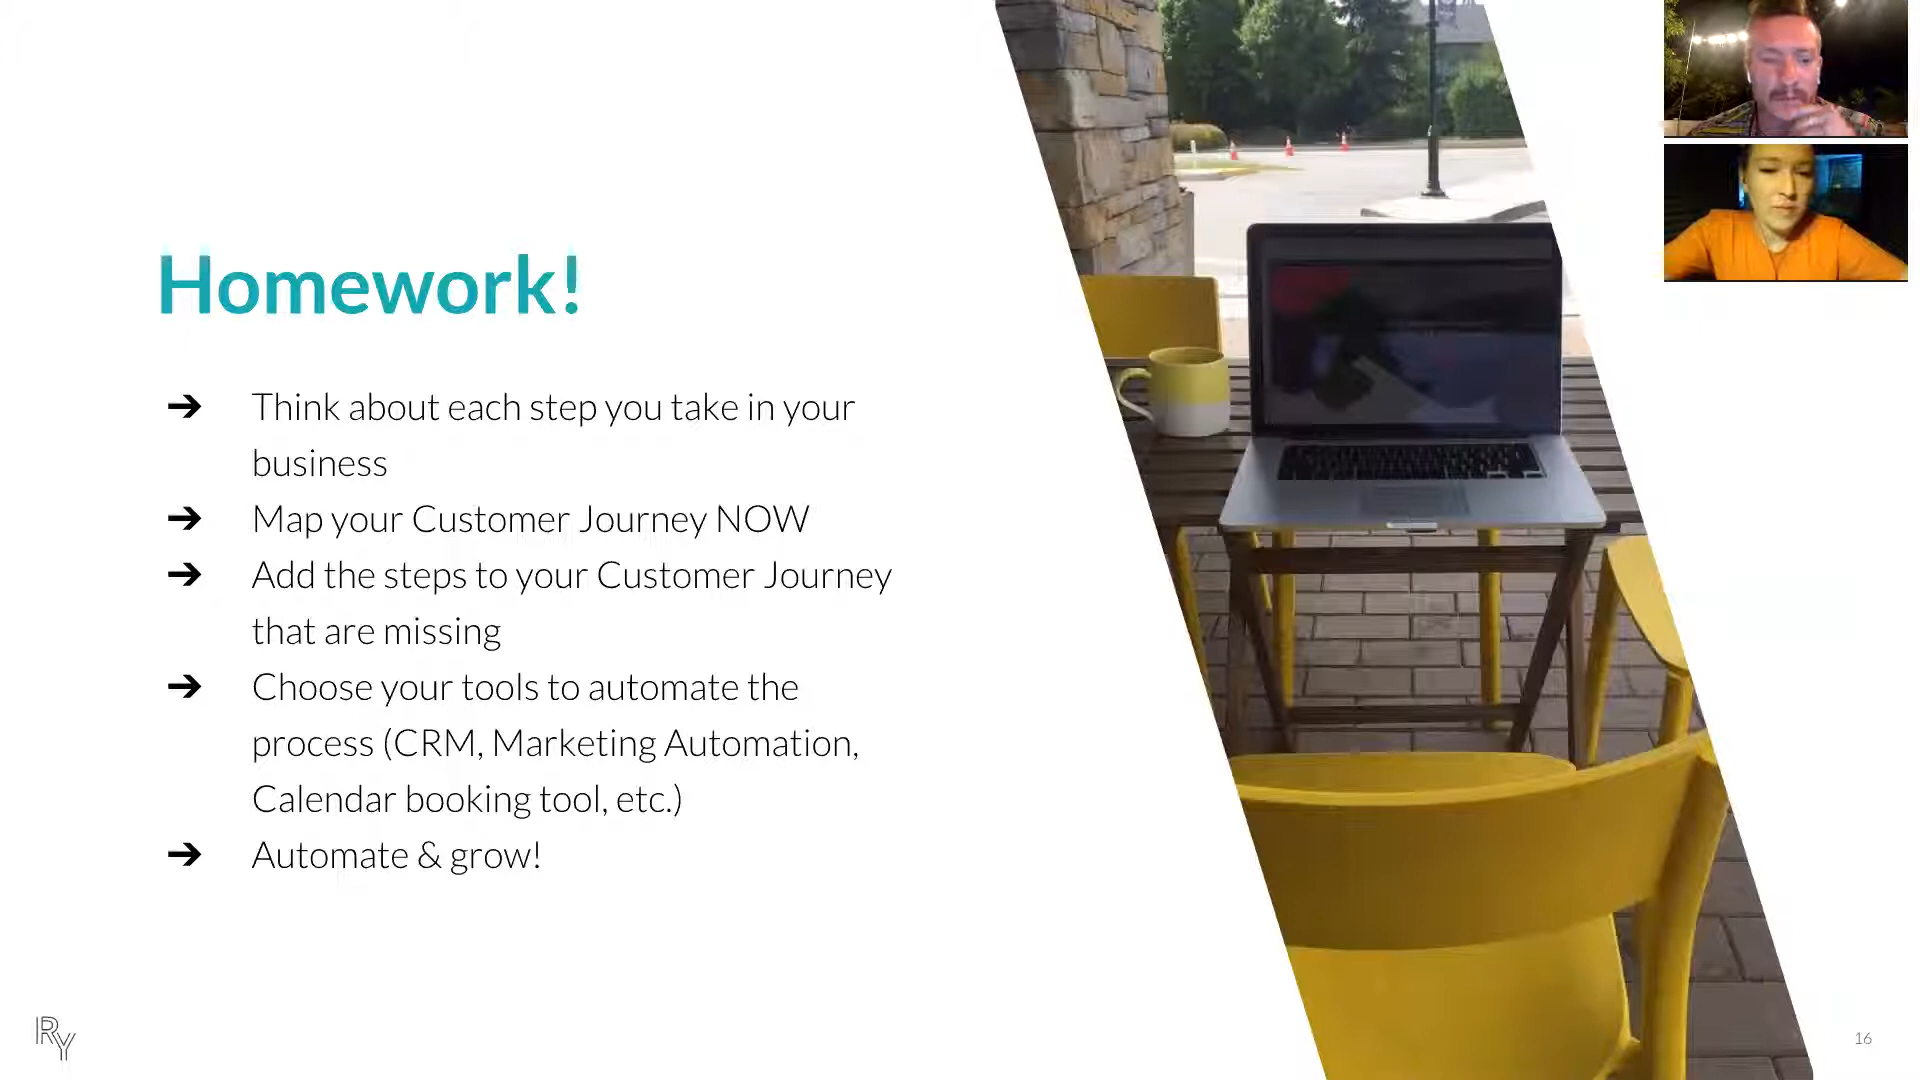 Homework!
➔ Think about each step you take in your
business
➔ Map your Customer Journey NOW
➔ Add the steps to your Customer Journey
that are missing
➔ Choose your tools to automate the
process (CRM, Marketing Automation,
Calendar booking tool, etc.)
➔ Automate & grow!
RY
16